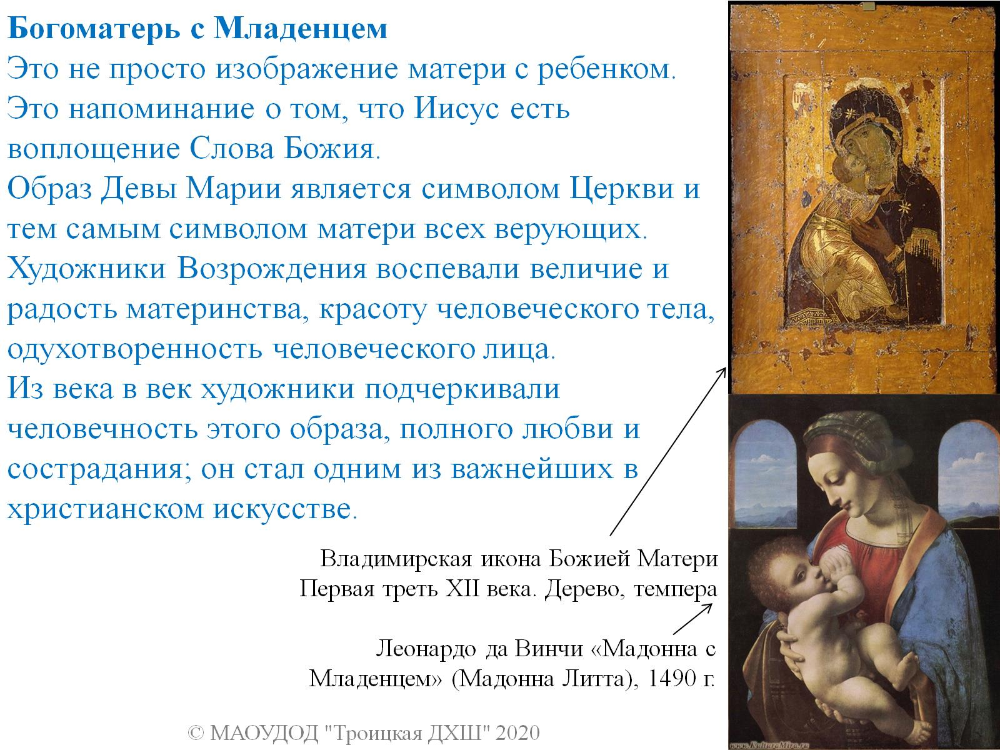 Богоматерь с Младенцем
Это не просто изображение матери с ребенком.
Это напоминание о том, что Иисус есть
воплощение Слова Божия.
Образ Девы Марии является символом Церкви и
тем самым символом матери всех верующих.
Художники Возрождения воспевали величие и
радость материнства, красоту человеческого тела,
одухотворенность человеческого лица.
Из века в век художники подчеркивали
человечность этого образа, полного любви и
сострадания; он стал одним из важнейших в
христианском искусстве.
Владимирская икона Божией Матери
Первая треть XII века. Дерево, темпера
Леонардо да Винчи «Мадонна с
Младенцем» (Мадонна Литта), 1490 г.
© МАОУДОД "Троицкая ДХШ" 2020
www.KulturaMira.ru